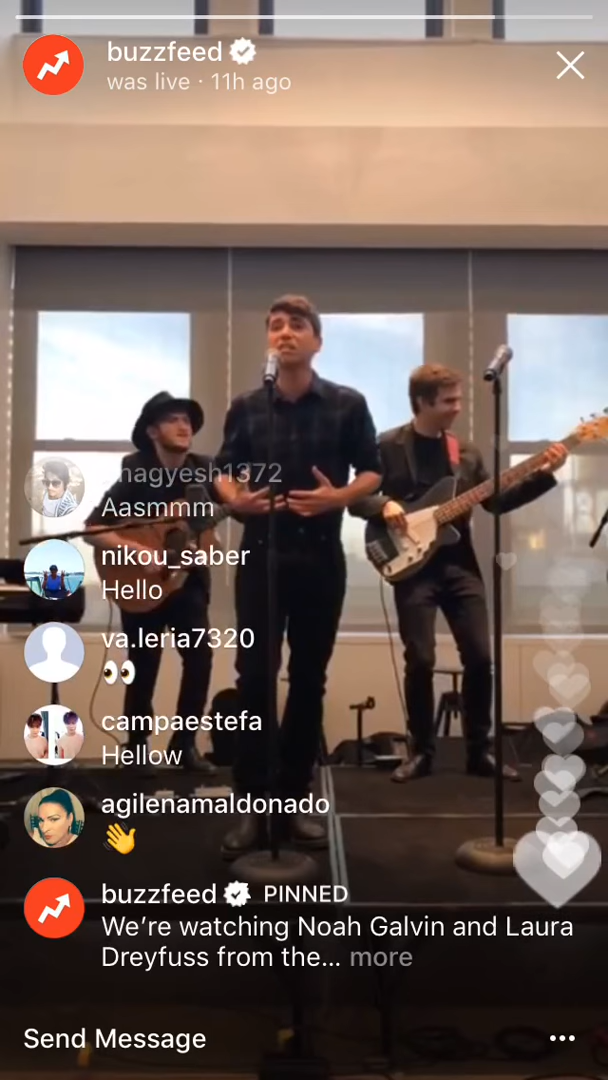 buzzfeed
was live · 11h ago
hagyesh1372
Aasmmm
nikou_saber
Hello
va.leria7320
👀
campaestefa
Hellow
agilenamaldonado
👋
buzzfeed PINNED
We're watching Noah Galvin and Laura
Dreyfuss from the... more
Send Message